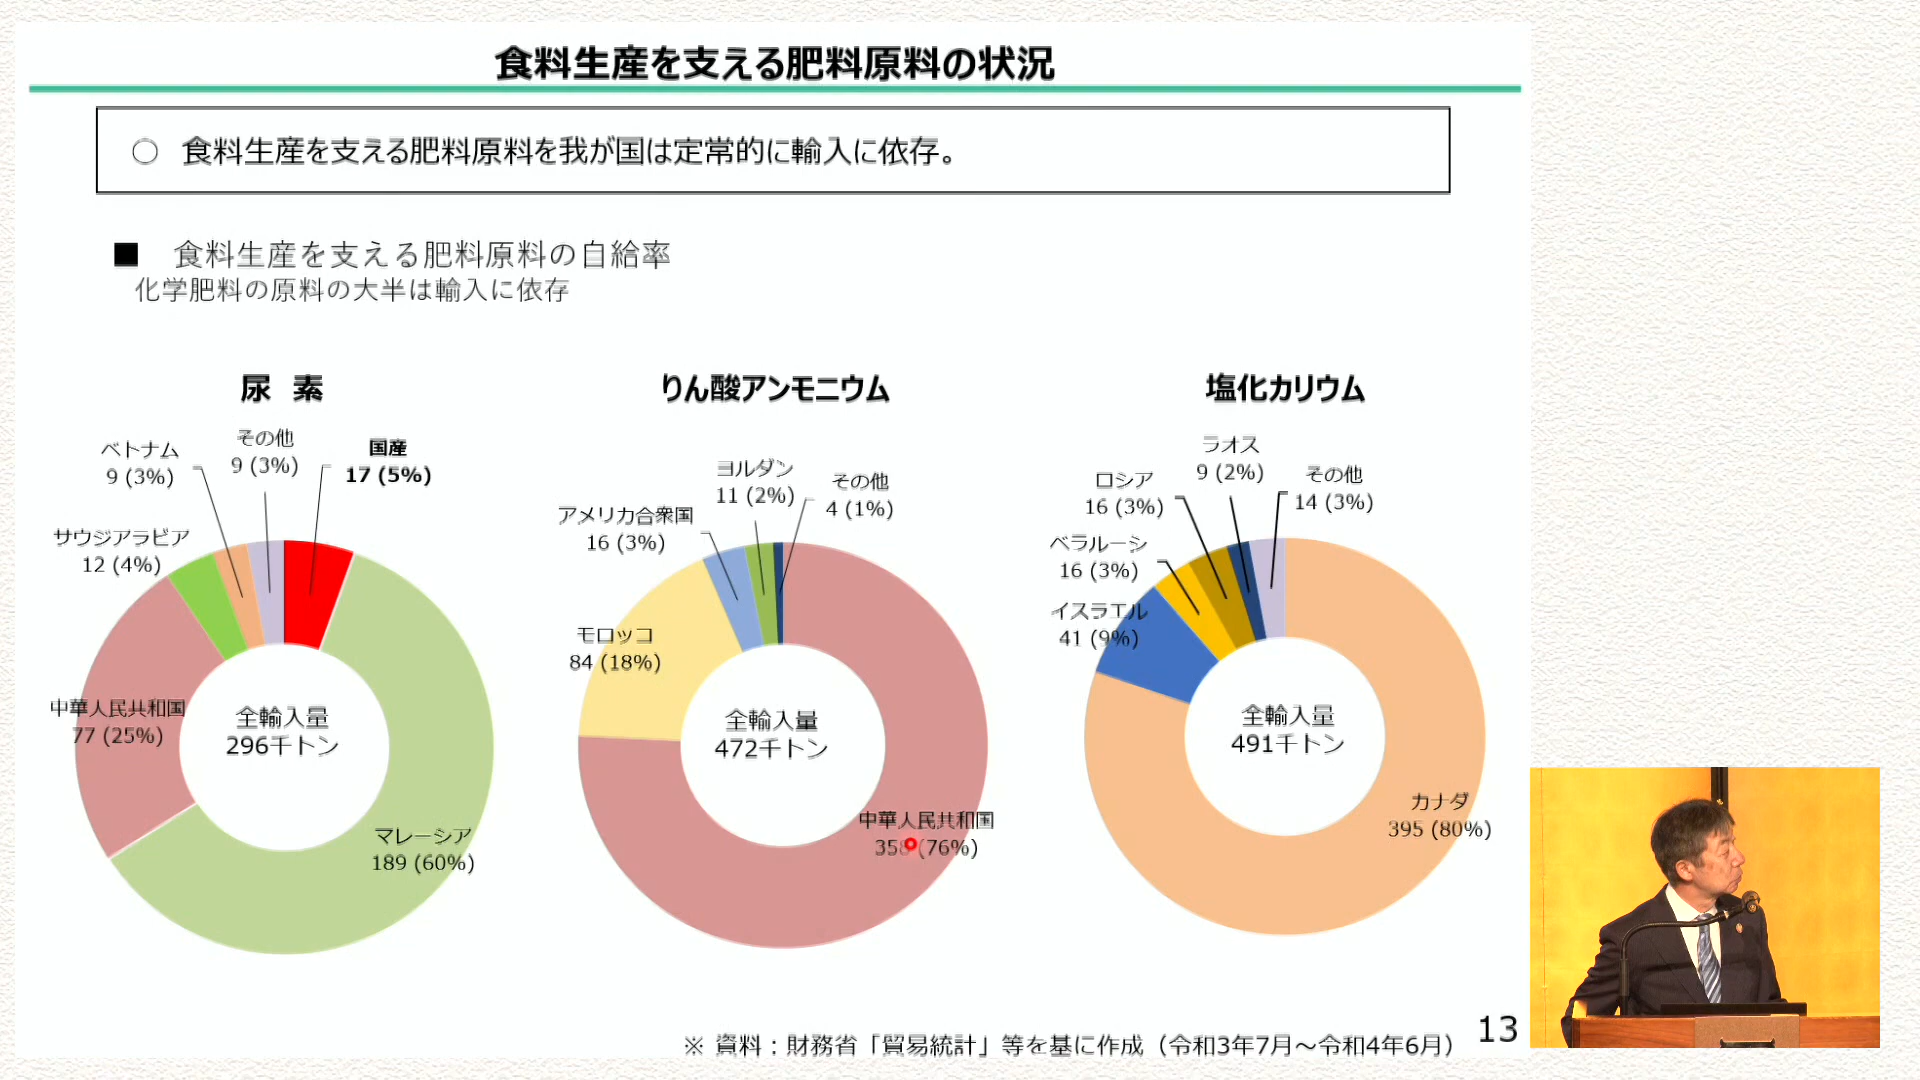 食料生産を支える肥料原料の状況
○ 食料生産を支える肥料原料を我が国は定常的に輸入に依存。
■ 食料生産を支える肥料原料の自給率
化学肥料の原料の大半は輸入に依存
尿 素
ベトナム
9 (3%)
その他
9 (3%)
国産
17 (5%)
サウジアラビア
12 (4%)
中華人民共和国
77 (25%)
全輸入量
296千トン
マレーシア
189 (60%)
りん酸アンモニウム
ヨルダン
11 (2%)
その他
4 (1%)
アメリカ合衆国
16 (3%)
モロッコ
84 (18%)
全輸入量
472千トン
中華人民共和国
358 (76%)
塩化カリウム
ラオス
9 (2%)
ロシア
16 (3%)
その他
14 (3%)
ベラルーシ
16 (3%)
イスラエル
41 (9%)
全輸入量
491千トン
カナダ
395 (80%)
※ 資料:財務省「貿易統計」等を基に作成(令和3年7月~令和4年6月)
13